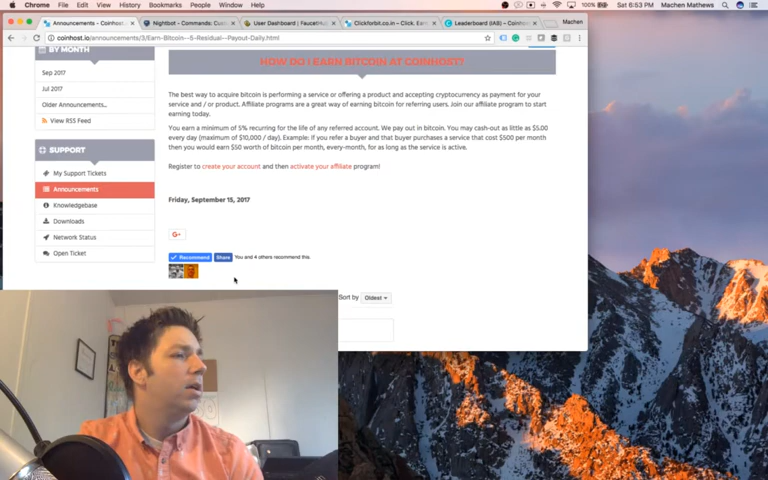 Chrome File Edit View History Bookmarks People Window Help 100% Sat 6:53 PM Machen Mathews
Announcements - Coinhost. Nightbot - Commands: Cus User Dashboard | FaucetHub Clickforbit.co.in – Click. Earn Leaderboard (IAB) – Coinhos Machen
coinhost.io/announcements/3/Earn-Bitcoin--5-Residual--Payout-Daily.html
BY MONTH
Sep 2017
Jul 2017
Older Announcements...
View RSS Feed
SUPPORT
My Support Tickets
Announcements
Knowledgebase
Downloads
Network Status
Open Ticket
HOW DO I EARN BITCOIN AT COINHOST?
The best way to acquire bitcoin is performing a service or offering a product and accepting cryptocurrency as payment for your
service and / or product. Affiliate programs are a great way of earning bitcoin for referring users. Join our affiliate program to start
earning today.
You earn a minimum of 5% recurring for the life of any referred account. We pay out in bitcoin. You may cash-out as little as $5.00
every day (maximum of $10,000 / day). Example: If you refer a buyer and that buyer purchases a service that cost $500 per month
then you would earn $50 worth of bitcoin per month, every-month, for as long as the service is active.
Register to create your account and then activate your affiliate program!
Friday, September 15, 2017
G+
Recommend Share You and 4 others recommend this.
Sort by Oldest